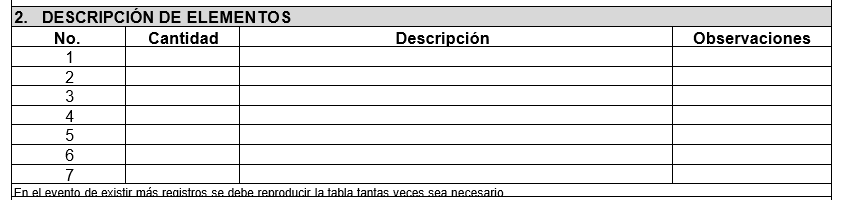 2. DESCRIPCIÓN DE ELEMENTOS
No. Cantidad Descripción Observaciones
1
2
3
4
5
6
7
En el evento de existir más registros se debe reproducir la tabla tantas veces sea necesario